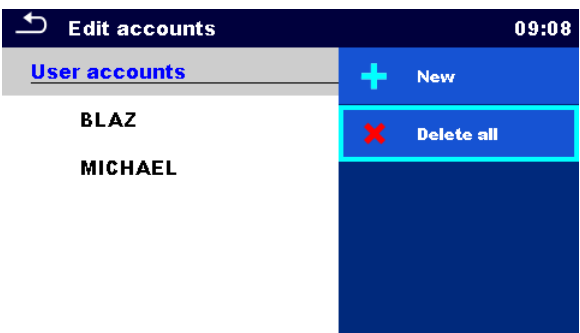 Edit accounts 09:08
User accounts
New
BLAZ
Delete all
MICHAEL